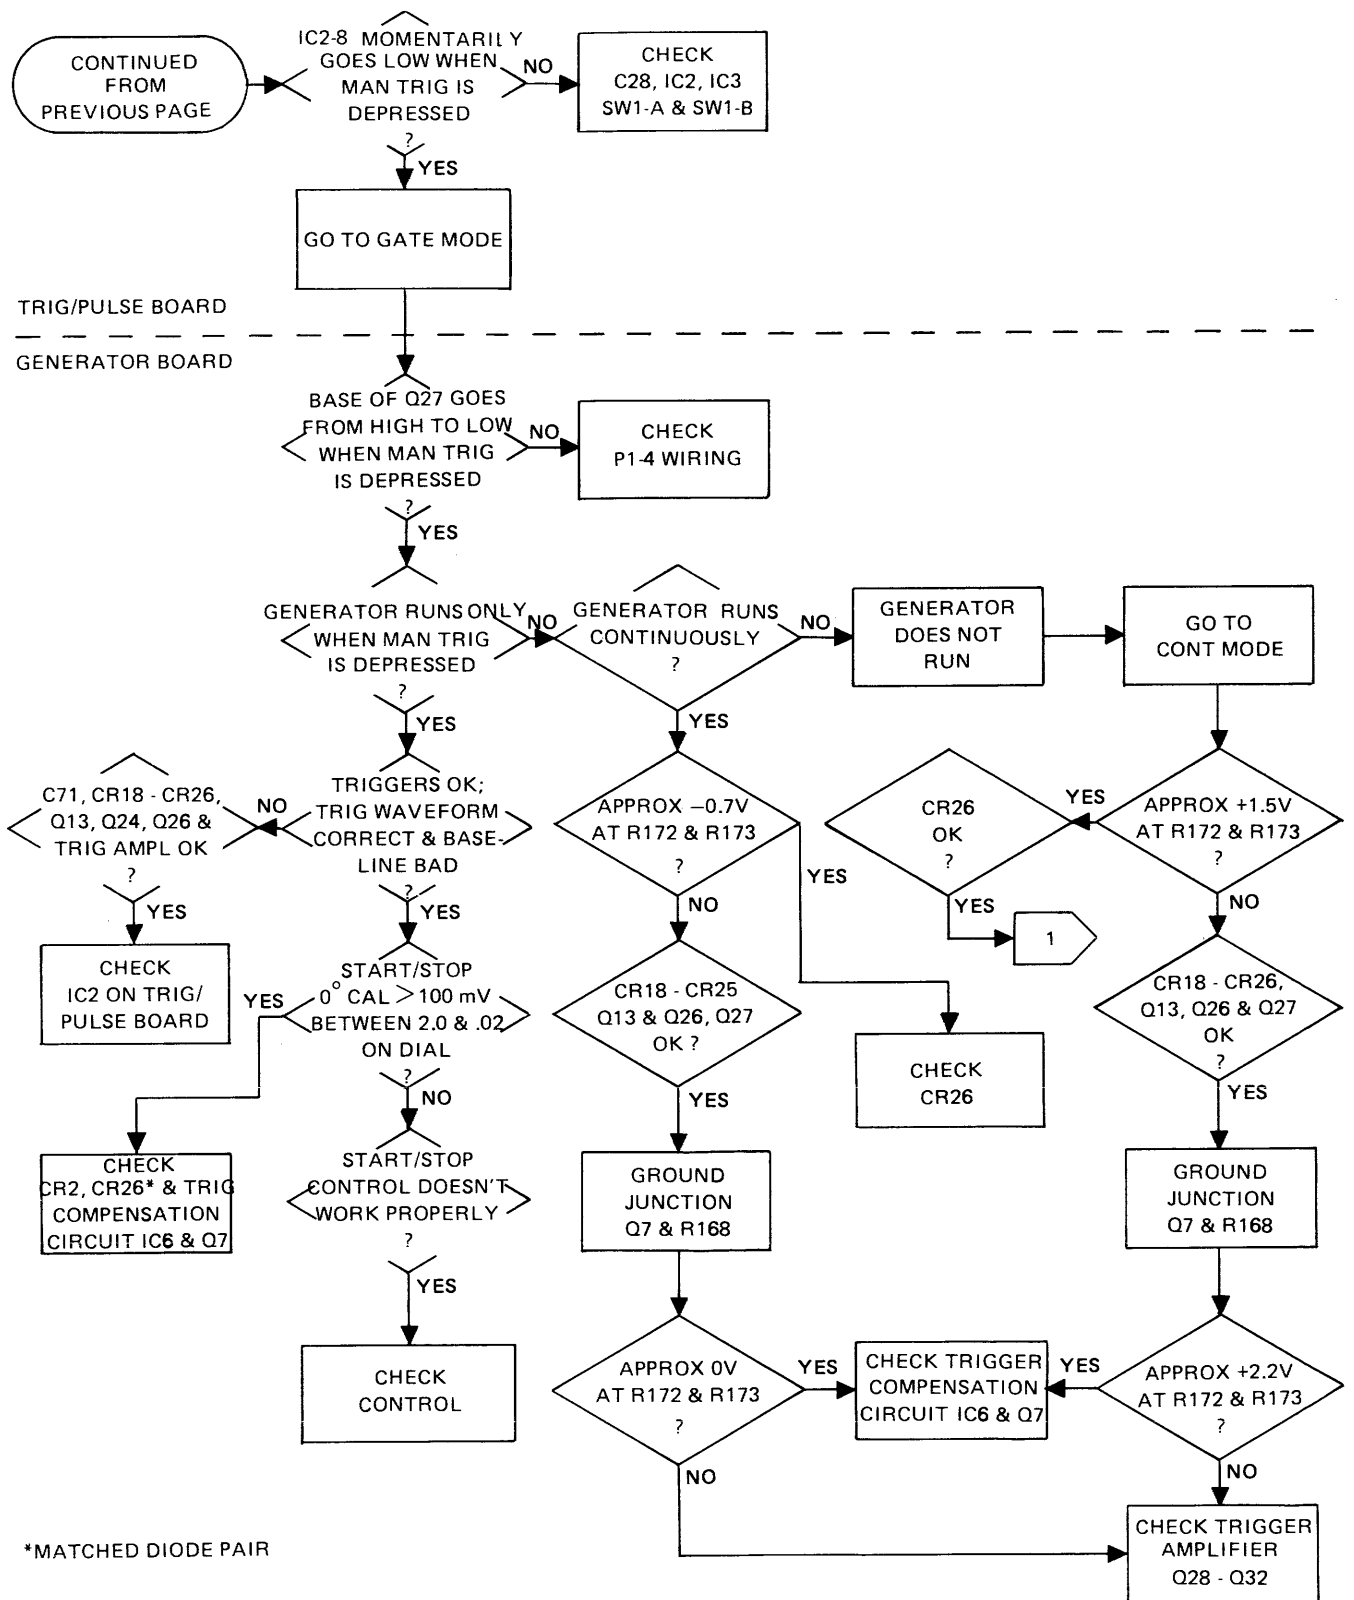 CONTINUED
FROM
PREVIOUS PAGE
IC2-8 MOMENTARILY
GOES LOW WHEN
MAN TRIG IS
DEPRESSED
?
NO
CHECK
C28, IC2, IC3
SW1-A & SW1-B
YES
GO TO GATE MODE
TRIG/PULSE BOARD
GENERATOR BOARD
BASE OF Q27 GOES
FROM HIGH TO LOW
WHEN MAN TRIG
IS DEPRESSED
?
NO
CHECK
P1-4 WIRING
YES
GENERATOR RUNS ONLY
WHEN MAN TRIG
IS DEPRESSED
?
NO
GENERATOR RUNS
CONTINUOUSLY
?
NO
GENERATOR
DOES NOT
RUN
GO TO
CONT MODE
YES
YES
C71, CR18 - CR26,
Q13, Q24, Q26 &
TRIG AMPL OK
?
NO
TRIGGERS OK;
TRIG WAVEFORM
CORRECT & BASE-
LINE BAD
?
APPROX –0.7V
AT R172 & R173
?
YES
CR26
OK
?
YES
APPROX +1.5V
AT R172 & R173
?
YES
YES
NO
YES
NO
1
CHECK
IC2 ON TRIG/
PULSE BOARD
YES
START/STOP
0° CAL > 100 mV
BETWEEN 2.0 & .02
ON DIAL
?
CR18 - CR25
Q13 & Q26, Q27
OK ?
CHECK
CR26
CR18 - CR26,
Q13, Q26 & Q27
OK
?
NO
YES
YES
CHECK
CR2, CR26* & TRIG
COMPENSATION
CIRCUIT IC6 & Q7
START/STOP
CONTROL DOESN'T
WORK PROPERLY
?
GROUND
JUNCTION
Q7 & R168
GROUND
JUNCTION
Q7 & R168
YES
CHECK
CONTROL
APPROX 0V
AT R172 & R173
?
YES
CHECK TRIGGER
COMPENSATION
CIRCUIT IC6 & Q7
YES
APPROX +2.2V
AT R172 & R173
?
NO
NO
CHECK TRIGGER
AMPLIFIER
Q28 - Q32
*MATCHED DIODE PAIR